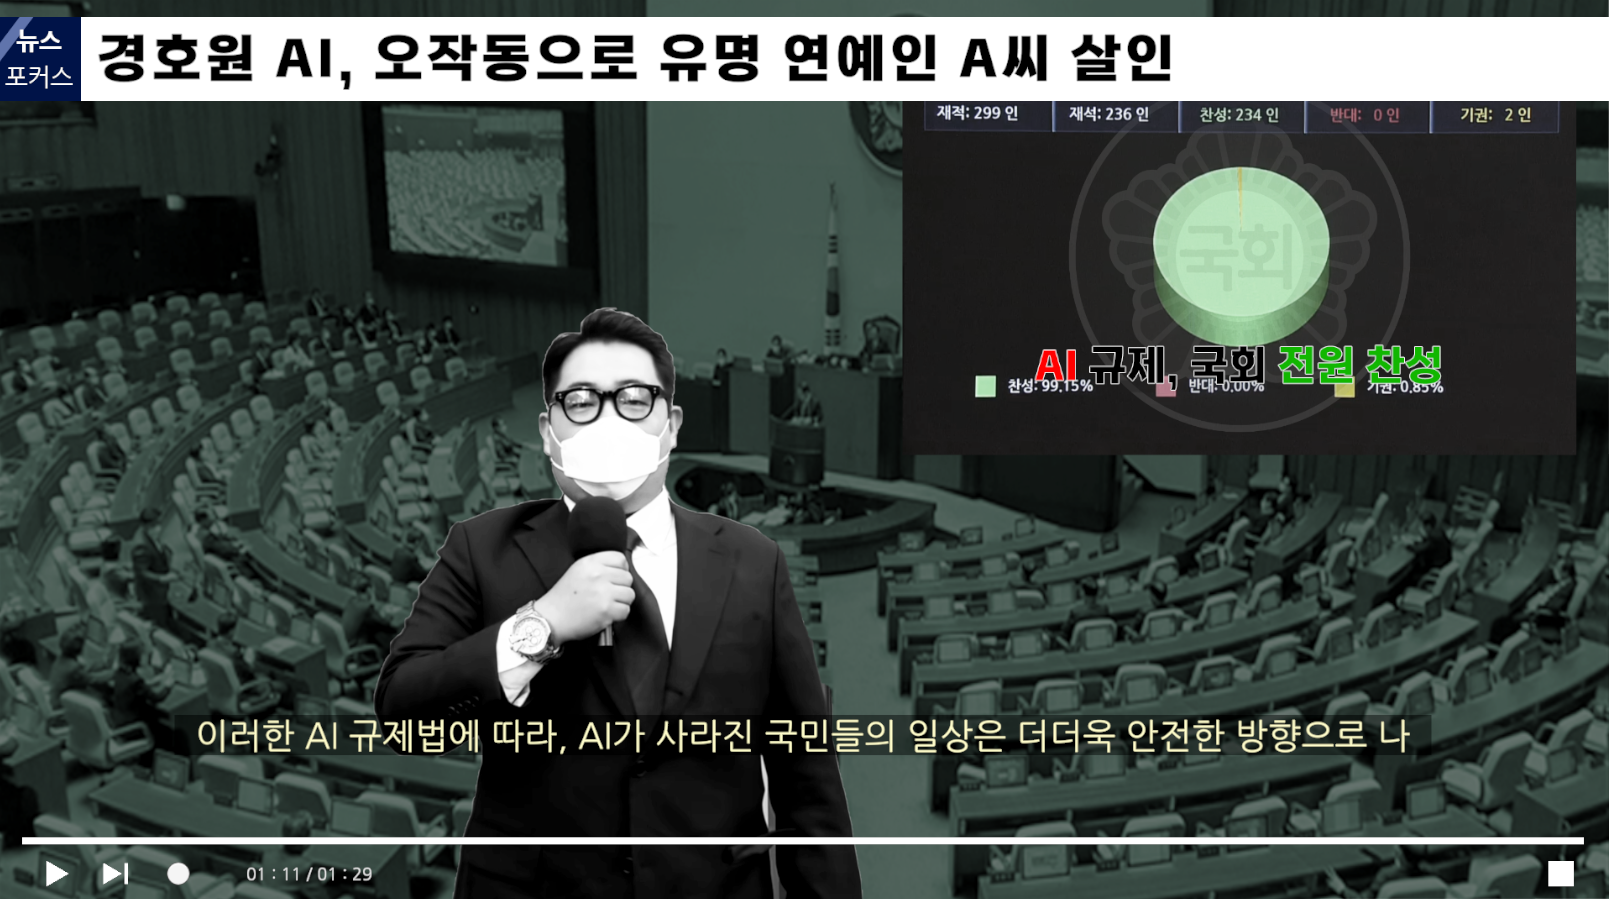 뉴스
포커스
경호원 AI, 오작동으로 유명 연예인 A씨 살인
재적: 299 인
재석: 236 인
찬성: 234 인
반대: 0 인
기권: 2 인
국회
AI 규제, 국회 전원 찬성
찬성: 99.15%
반대: 0.00%
기권: 0.85%
이러한 AI 규제법에 따라, AI가 사라진 국민들의 일상은 더더욱 안전한 방향으로 나
01 : 11 / 01 : 29